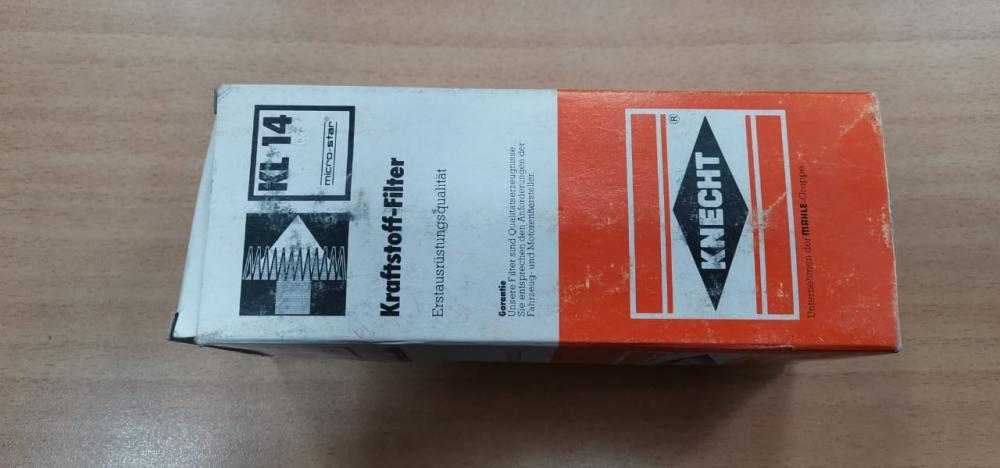 KL 14
micro-star®
Kraftstoff-Filter
Erstausrüstungsqualität
Garantie
Unsere Filter sind Qualitätserzeugnisse.
Sie entsprechen den Anforderungen der
Fahrzeug- und Motorenhersteller.
®
KNECHT
Unternehmen der MAHLE-Gruppe